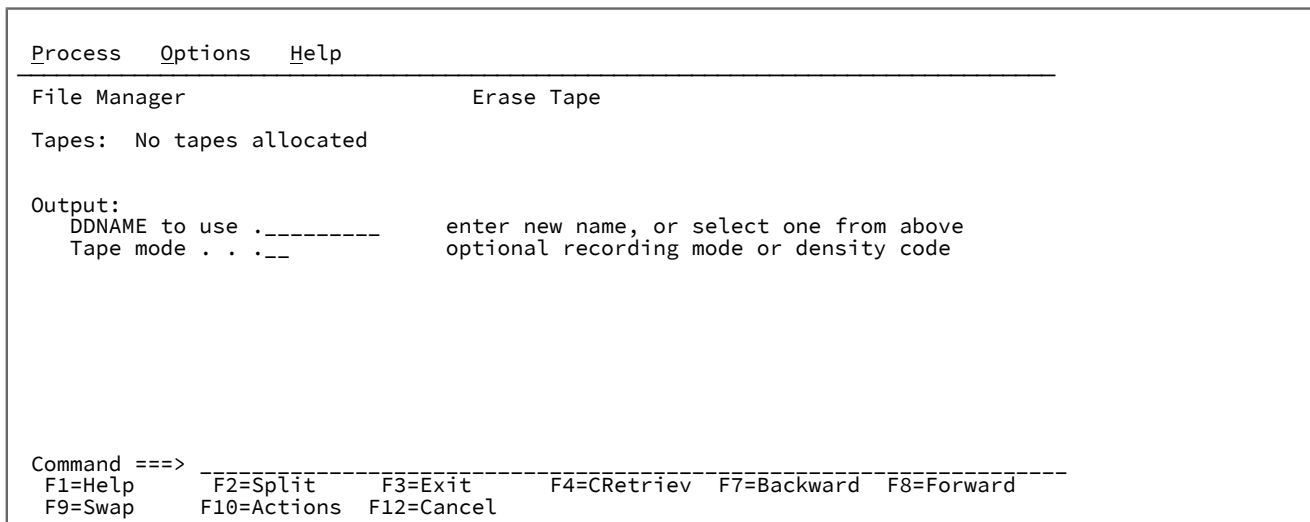 Process   Options   Help
File Manager                      Erase Tape
Tapes:  No tapes allocated
Output:
   DDNAME to use ._________     enter new name, or select one from above
   Tape mode . . .__            optional recording mode or density code
Command ===> ___________________________________________________________________
 F1=Help      F2=Split     F3=Exit      F4=CRetriev  F7=Backward  F8=Forward
 F9=Swap     F10=Actions  F12=Cancel